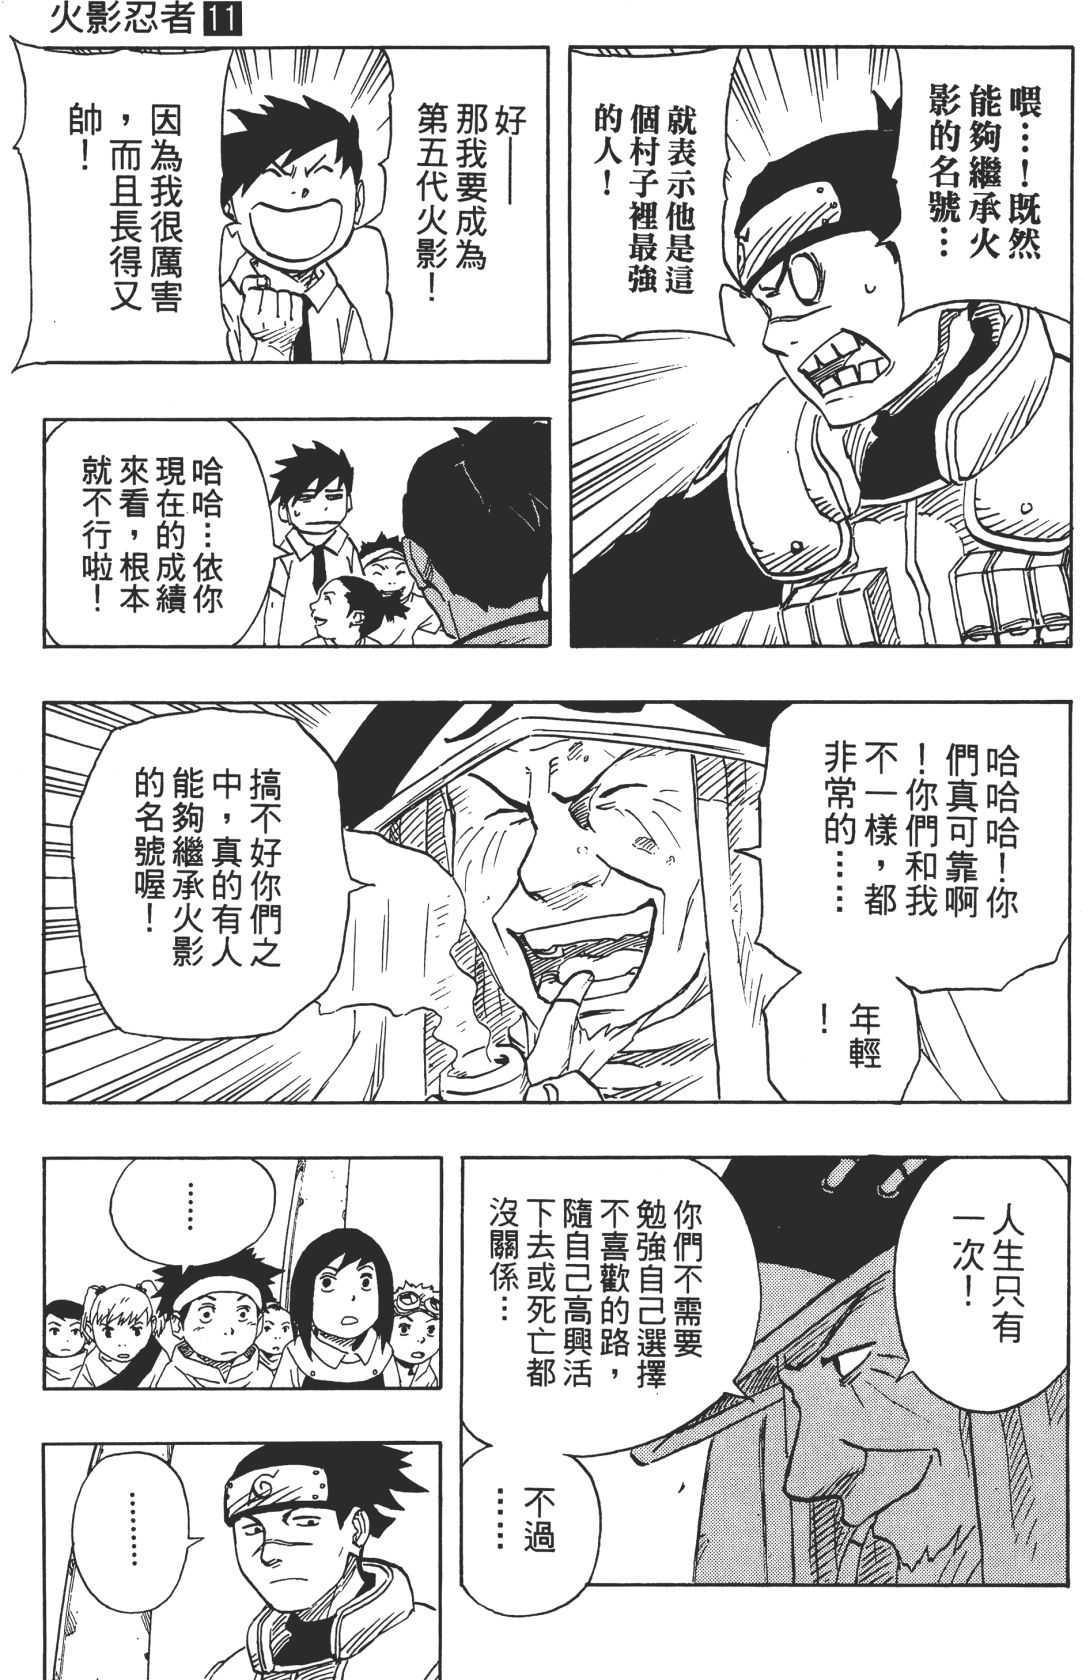 火影忍者11
喂…！既然
能夠繼承火
影的名號…
就表示他是這
個村子裡最強
的人！
好——
那我要成為
第五代火影！
因為我很厲害
，而且長得又
帥！
哈哈…依你
現在的成績
來看，根本
就不行啦！
哈哈哈！你
們真可靠啊
！你們和我
不一樣，都
非常的……
年輕
！
搞不好你們之
中，真的有人
能夠繼承火影
的名號喔！
人生只有
一次！
你們不需要
勉強自己選擇
不喜歡的路，
隨自己高興活
下去或死亡都
沒關係…
不過
……
……
………